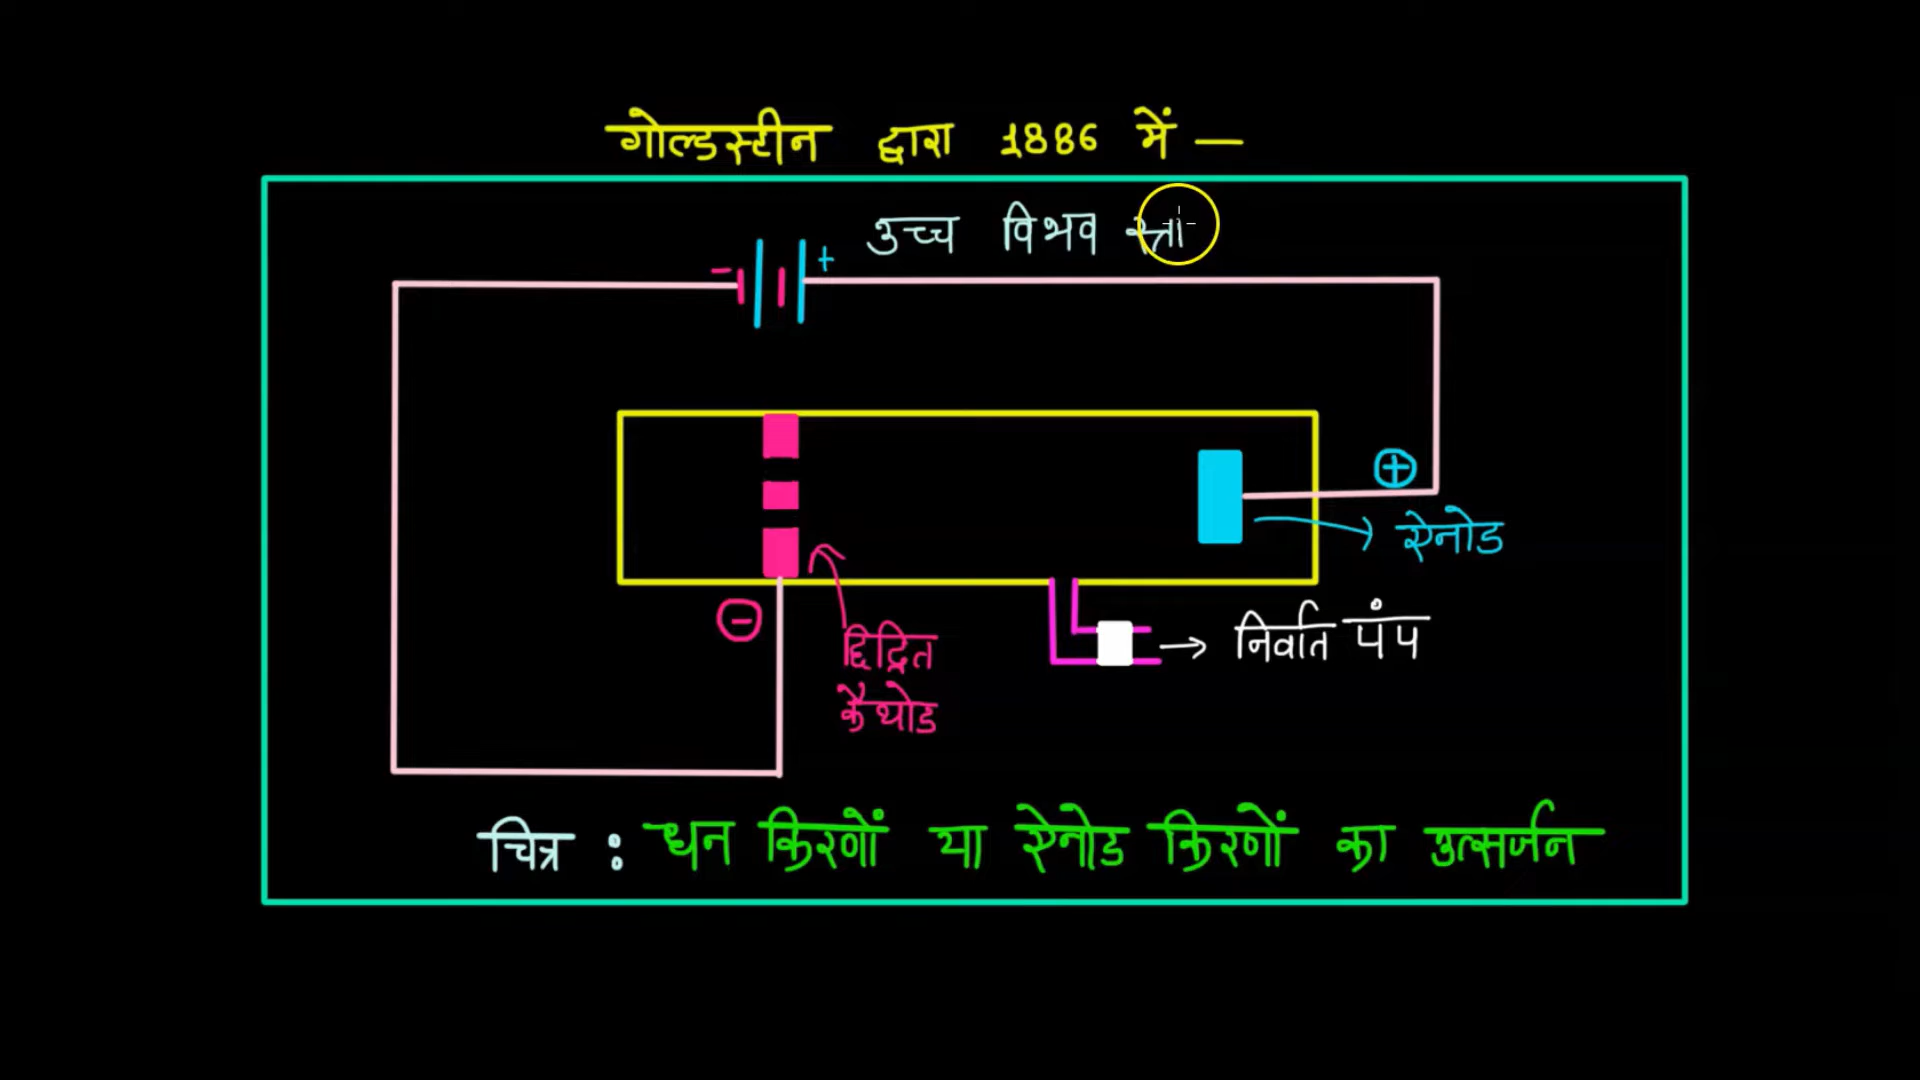 गोल्डस्टीन द्वारा 1886 में —
उच्च विभव स्त्रो
- +
+
ऐनोड
-
छिद्रित
कैथोड
निर्वात पंप
चित्र : धन किरणों या ऐनोड किरणों का उत्सर्जन